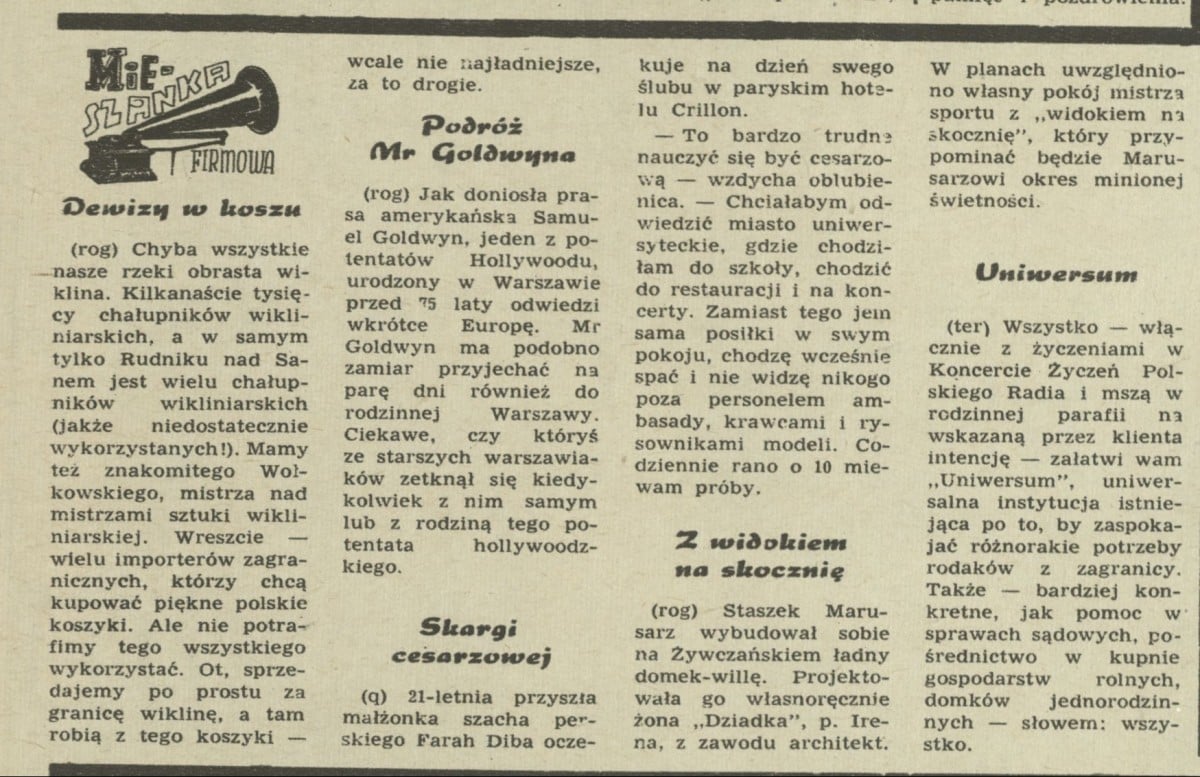 pamięć i pozdrowienia.
MIE-
SZANKA
FIRMOWA
Dewizy w koszu
(rog) Chyba wszystkie
nasze rzeki obrasta wi-
klina. Kilkanaście tysię-
cy chałupników wikli-
niarskich, a w samym
tylko Rudniku nad Sa-
nem jest wielu chałup-
ników wikliniarskich
(jakże niedostatecznie
wykorzystanych!). Mamy
też znakomitego Woł-
kowskiego, mistrza nad
mistrzami sztuki wikli-
niarskiej. Wreszcie —
wielu importerów zagra-
nicznych, którzy chcą
kupować piękne polskie
koszyki. Ale nie potra-
fimy tego wszystkiego
wykorzystać. Ot, sprze-
dajemy po prostu za
granicę wiklinę, a tam
robią z tego koszyki —
wcale nie najładniejsze,
za to drogie.
Podróż
Mr Goldwyna
(rog) Jak doniosła pra-
sa amerykańska Samu-
el Goldwyn, jeden z po-
tentatów Hollywoodu,
urodzony w Warszawie
przed 75 laty odwiedzi
wkrótce Europę. Mr
Goldwyn ma podobno
zamiar przyjechać na
parę dni również do
rodzinnej Warszawy.
Ciekawe, czy któryś
ze starszych warszawia-
ków zetknął się kiedy-
kolwiek z nim samym
lub z rodziną tego po-
tentata hollywoodz-
kiego.
Skargi
cesarzowej
(q) 21-letnia przyszła
małżonka szacha per-
skiego Farah Diba ocze-
kuje na dzień swego
ślubu w paryskim hote-
lu Crillon.
— To bardzo trudne
nauczyć się być cesarzo-
wą — wzdycha oblubie-
nica. — Chciałabym od-
wiedzić miasto uniwer-
syteckie, gdzie chodzi-
łam do szkoły, chodzić
do restauracji i na kon-
certy. Zamiast tego jem
sama posiłki w swym
pokoju, chodzę wcześnie
spać i nie widzę nikogo
poza personelem am-
basady, krawcami i ry-
sownikami modeli. Co-
dziennie rano o 10 mie-
wam próby.
Z widokiem
na skocznię
(rog) Staszek Maru-
sarz wybudował sobie
na Żywczańskiem ładny
domek-willę. Projekto-
wała go własnoręcznie
żona „Dziadka”, p. Ire-
na, z zawodu architekt.
W planach uwzględnio-
no własny pokój mistrza
sportu z „widokiem na
skocznię”, który przy-
pominać będzie Maru-
sarzowi okres minionej
świetności.
Uniwersum
(ter) Wszystko — włą-
cznie z życzeniami w
Koncercie Życzeń Pol-
skiego Radia i mszą w
rodzinnej parafii na
wskazaną przez klienta
intencję — załatwi wam
„Uniwersum”, uniwer-
salna instytucja istnie-
jąca po to, by zaspoka-
jać różnorakie potrzeby
rodaków z zagranicy.
Także — bardziej kon-
kretne, jak pomoc w
sprawach sądowych, po-
średnictwo w kupnie
gospodarstw rolnych,
domków jednorodzin-
nych — słowem: wszy-
stko.